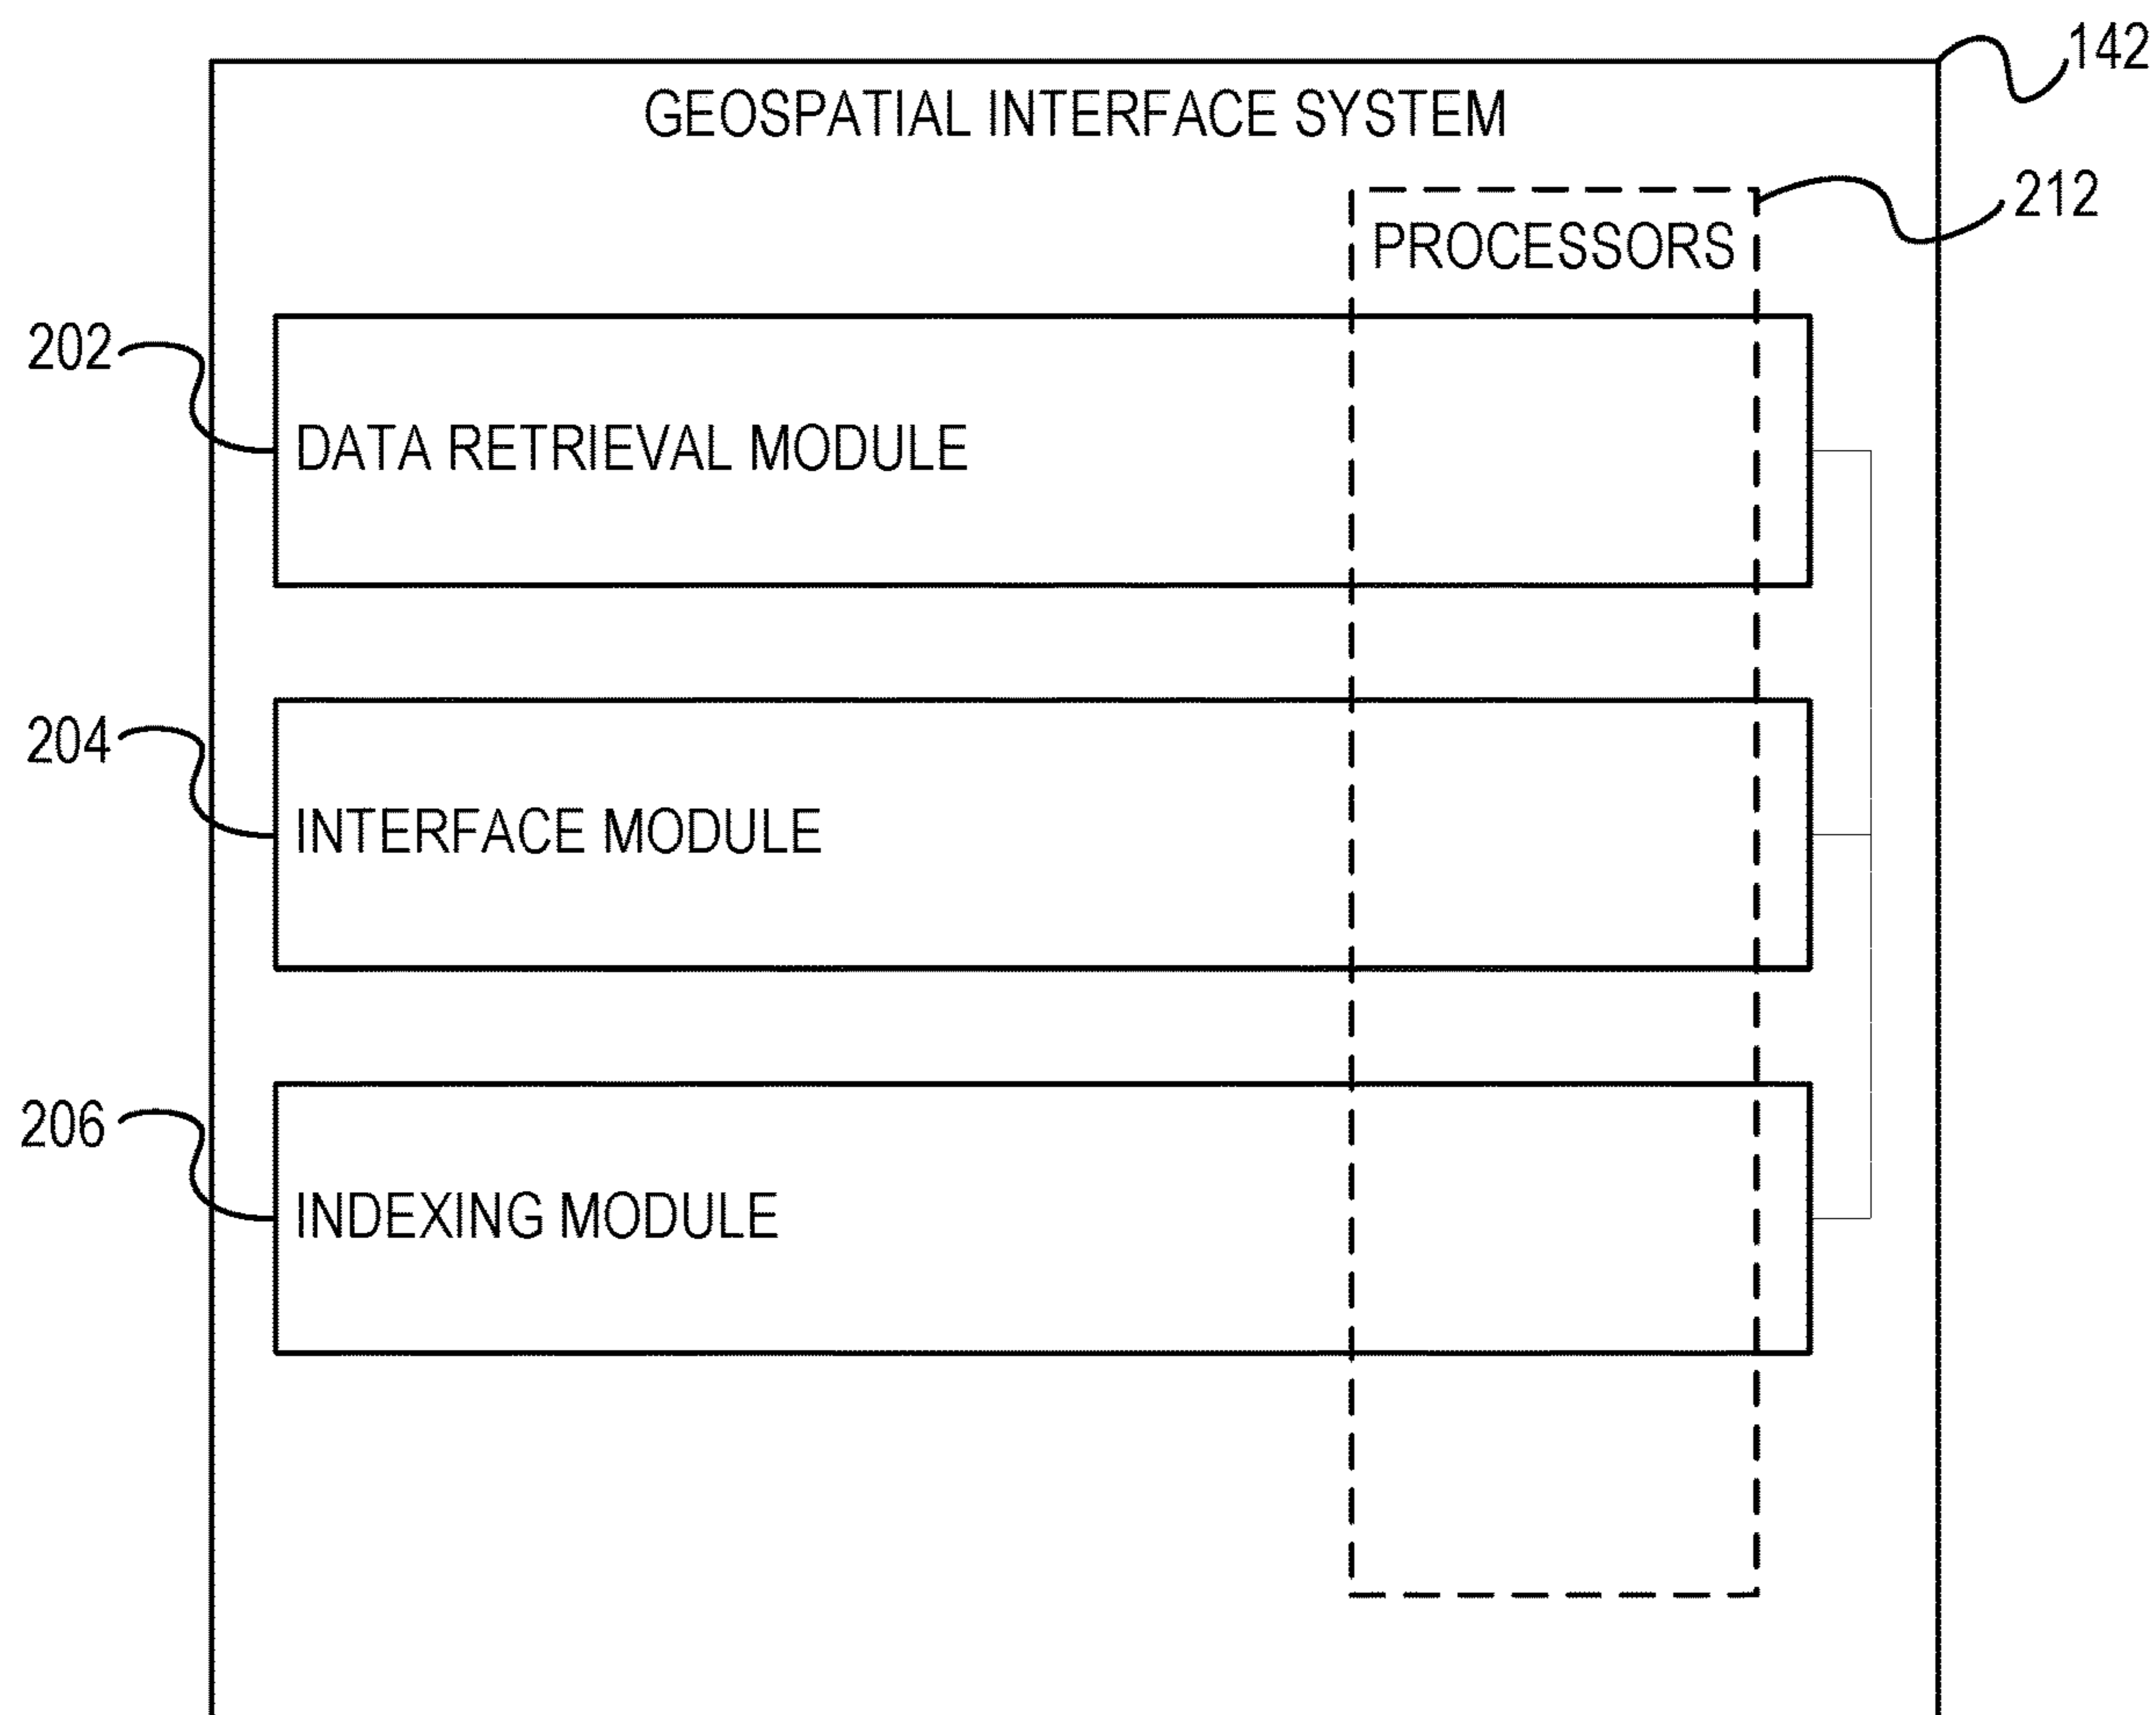 142
GEOSPATIAL INTERFACE SYSTEM
212
PROCESSORS
202
DATA RETRIEVAL MODULE
204
INTERFACE MODULE
206
INDEXING MODULE